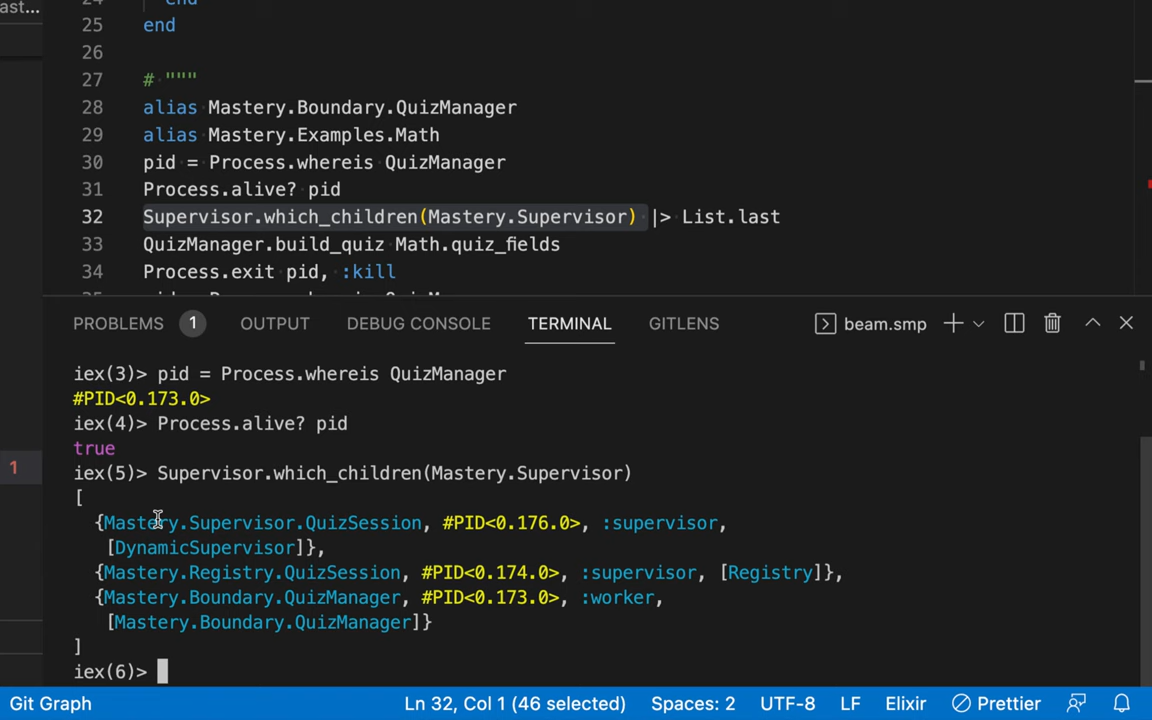 ast...
24 end
25 end
26
27 # """
28 alias Mastery.Boundary.QuizManager
29 alias Mastery.Examples.Math
30 pid = Process.whereis QuizManager
31 Process.alive? pid
32 Supervisor.which_children(Mastery.Supervisor) |> List.last
33 QuizManager.build_quiz Math.quiz_fields
34 Process.exit pid, :kill
PROBLEMS 1 OUTPUT DEBUG CONSOLE TERMINAL GITLENS beam.smp
iex(3)> pid = Process.whereis QuizManager
#PID<0.173.0>
iex(4)> Process.alive? pid
true
1
iex(5)> Supervisor.which_children(Mastery.Supervisor)
[
{Mastery.Supervisor.QuizSession, #PID<0.176.0>, :supervisor,
[DynamicSupervisor]},
{Mastery.Registry.QuizSession, #PID<0.174.0>, :supervisor, [Registry]},
{Mastery.Boundary.QuizManager, #PID<0.173.0>, :worker,
[Mastery.Boundary.QuizManager]}
]
iex(6)>
Git Graph Ln 32, Col 1 (46 selected) Spaces: 2 UTF-8 LF Elixir Prettier